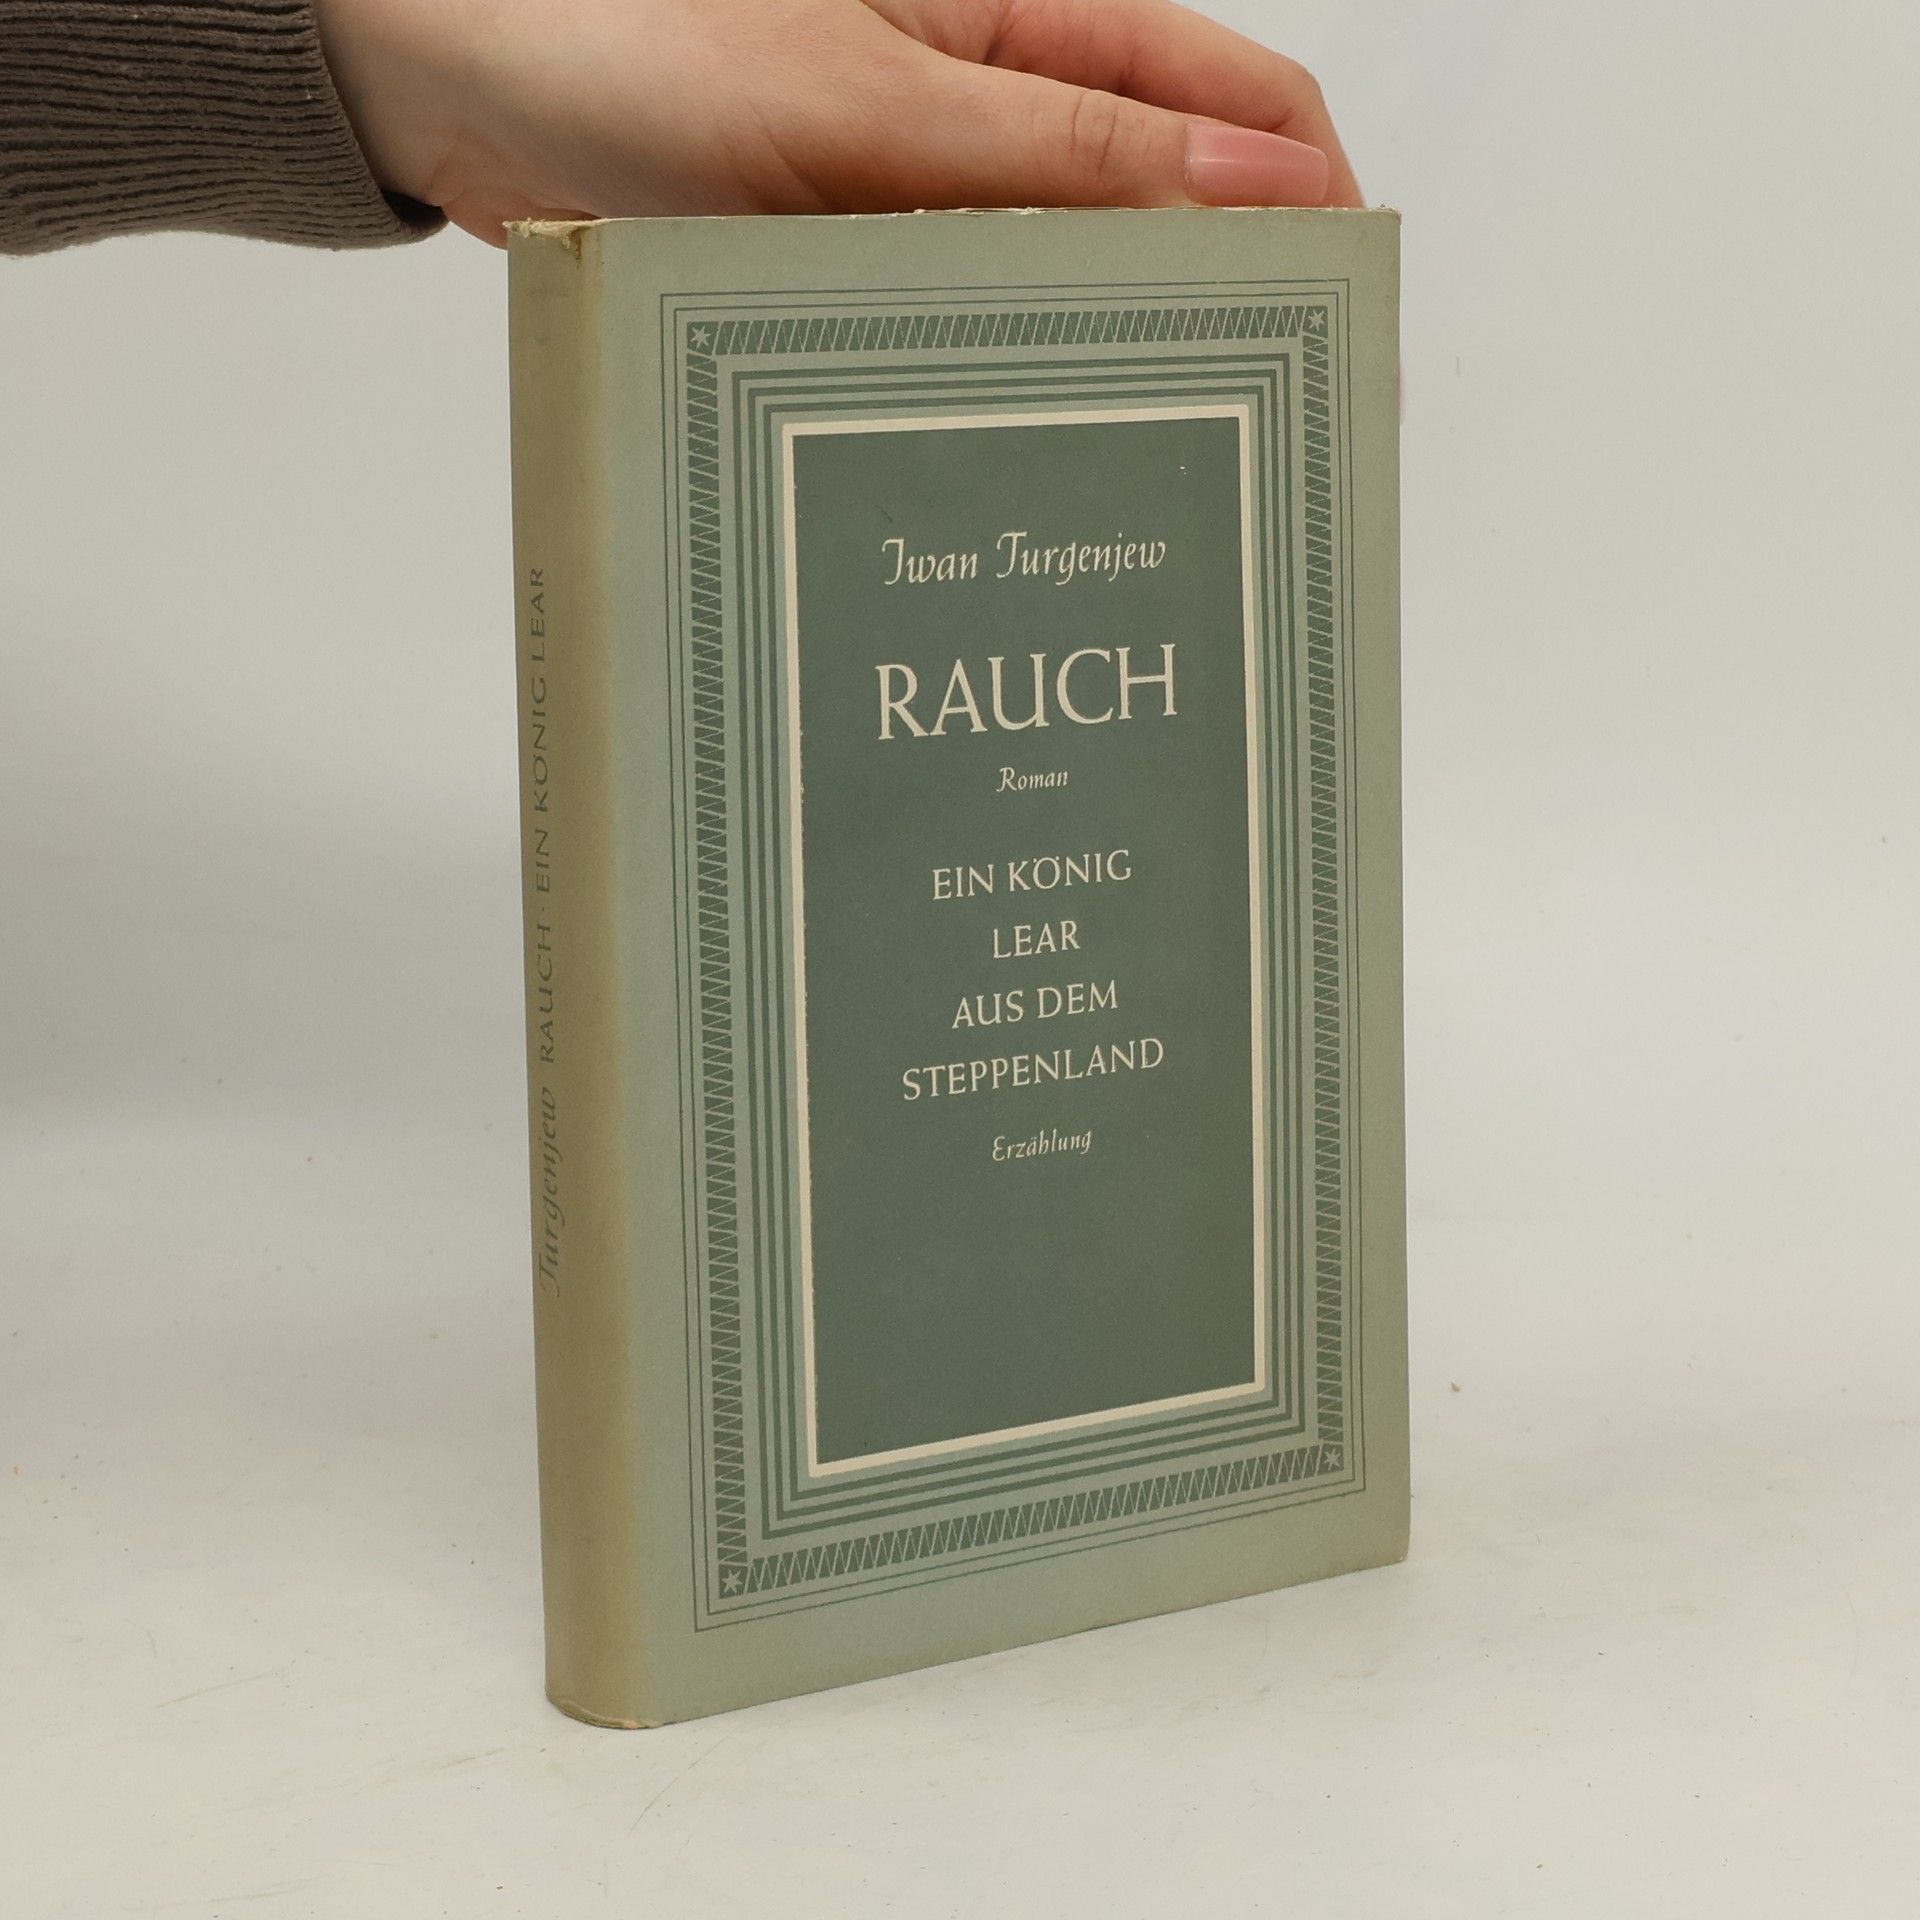 Iwan Turgenjew
RAUCH
Roman
EIN KÖNIG
LEAR
AUS DEM
STEPPENLAND
Erzählung
Turgenjew RAUCH · EIN KÖNIG LEAR